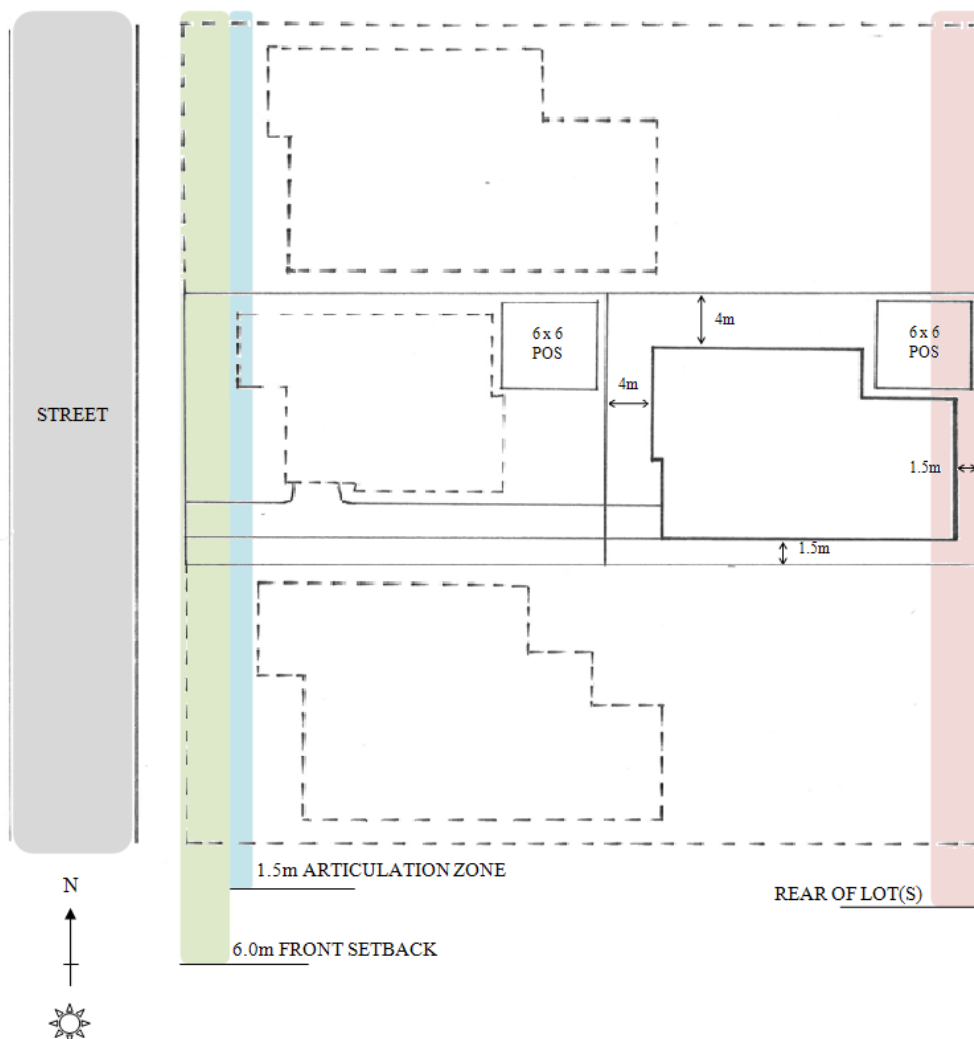 4m
6 x 6
POS
6 x 6
POS
4m
STREET
1.5m
1.5m
1.5m ARTICULATION ZONE
N
REAR OF LOT(S)
6.0m FRONT SETBACK